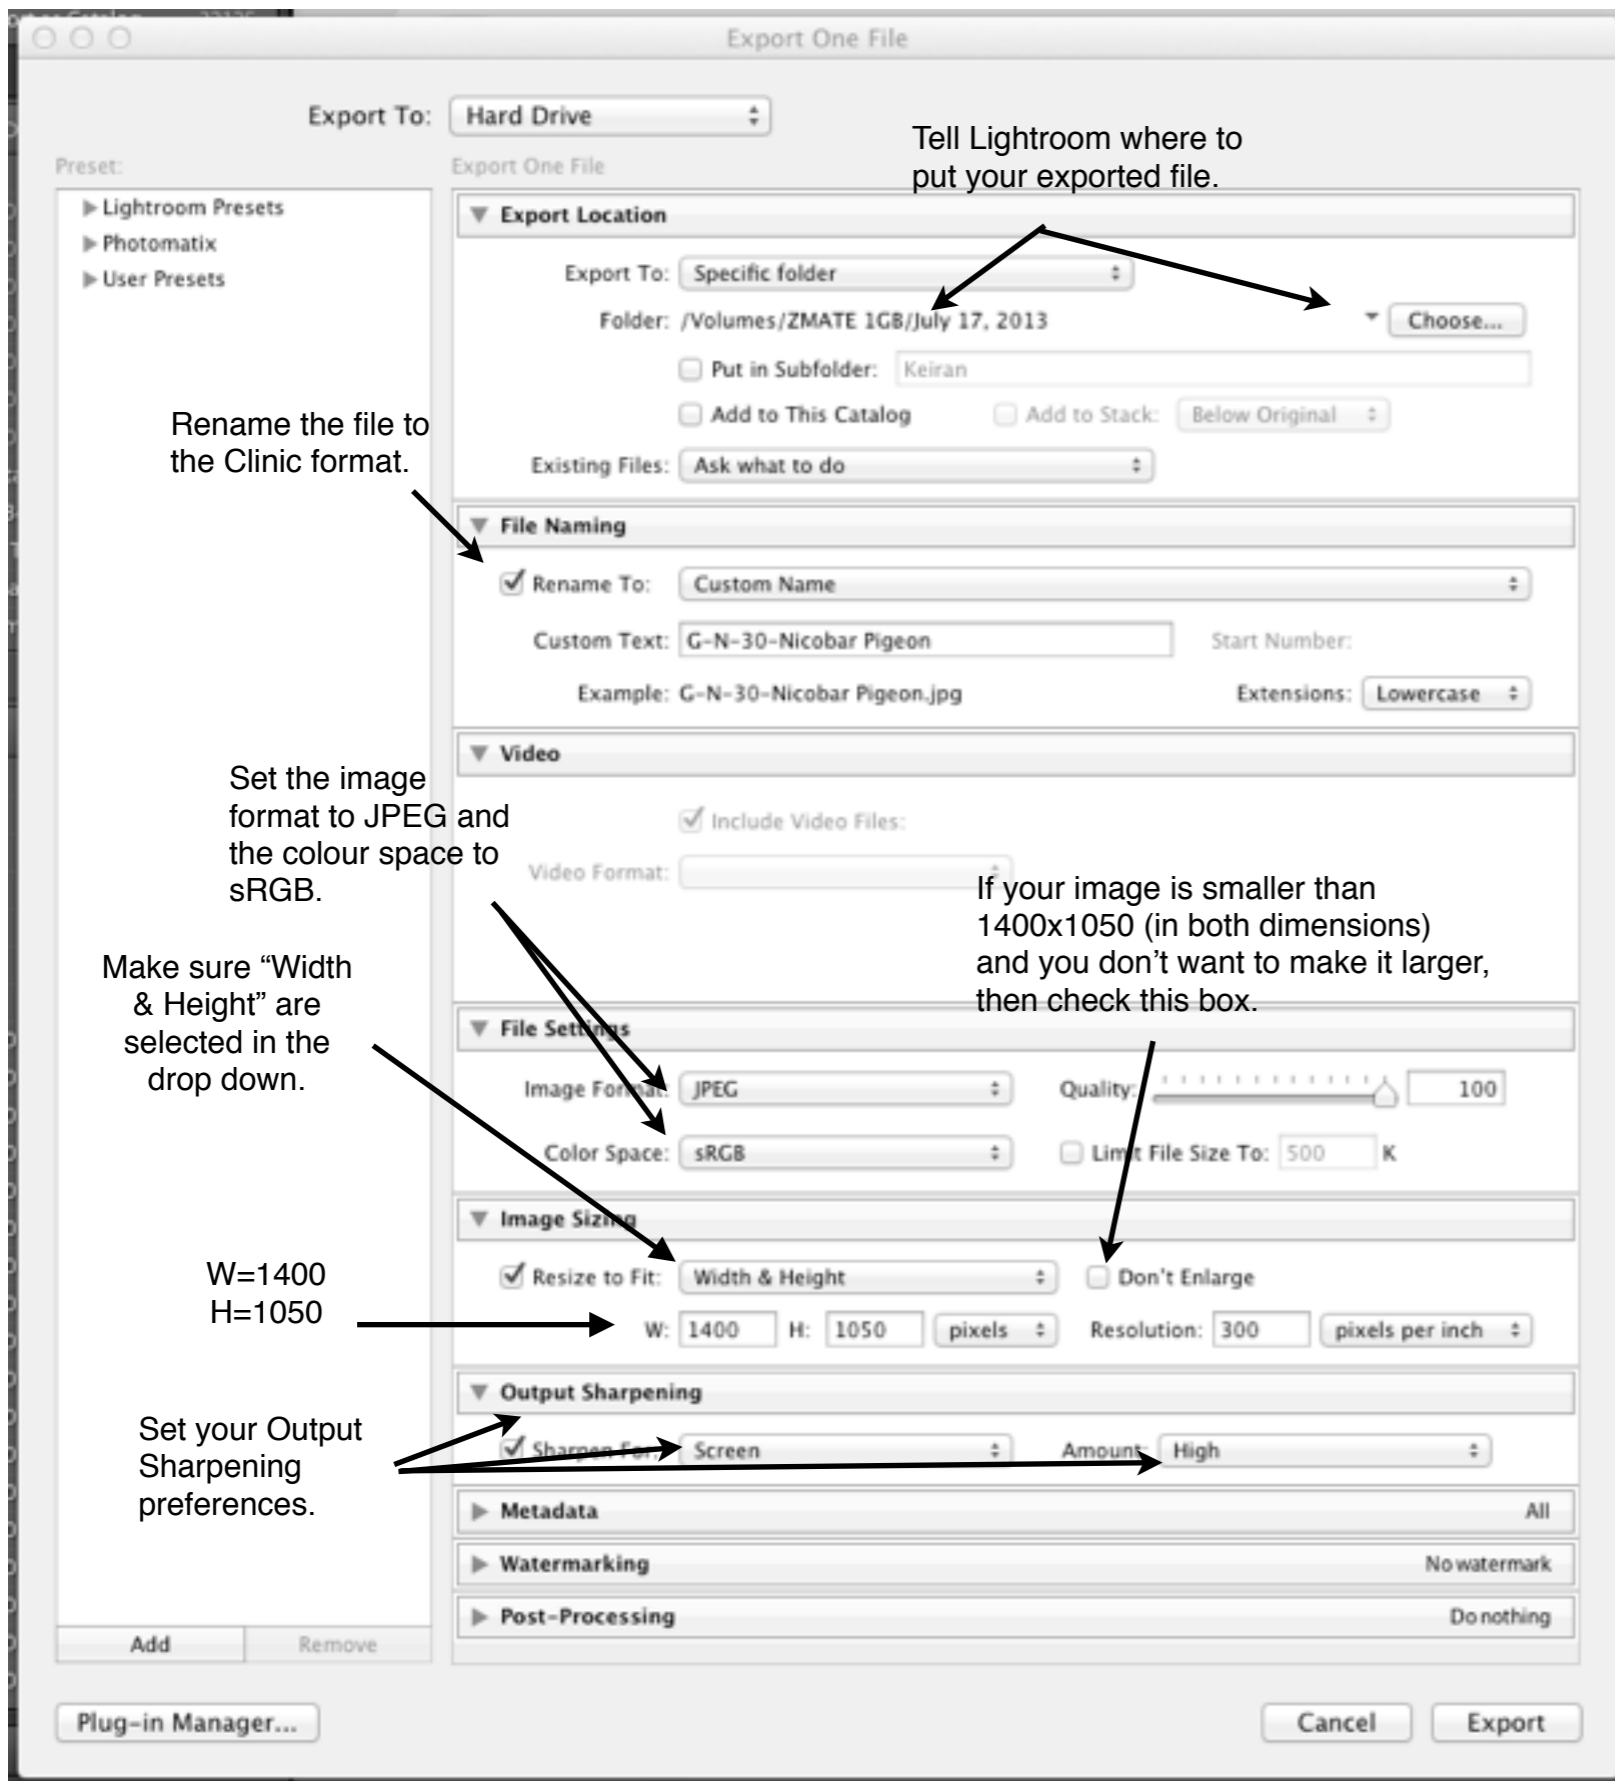 Export One File
Export To: Hard Drive
Tell Lightroom where to
put your exported file.
Preset:
Export One File
Lightroom Presets
Photomatix
User Presets
Export Location
Export To: Specific folder
Folder: /Volumes/ZMATE 1GB/July 17, 2013 Choose...
Put in Subfolder: Keiran
Add to This Catalog Add to Stack: Below Original
Existing Files: Ask what to do
Rename the file to
the Clinic format.
File Naming
Rename To: Custom Name
Custom Text: G-N-30-Nicobar Pigeon Start Number:
Example: G-N-30-Nicobar Pigeon.jpg Extensions: Lowercase
Video
Include Video Files:
Video Format:
Set the image
format to JPEG and
the colour space to
sRGB.
If your image is smaller than
1400x1050 (in both dimensions)
and you don’t want to make it larger,
then check this box.
Make sure “Width
& Height” are
selected in the
drop down.
File Settings
Image Format: JPEG Quality: 100
Color Space: sRGB Limit File Size To: 500 K
Image Sizing
Resize to Fit: Width & Height Don't Enlarge
W=1400
H=1050
W: 1400 H: 1050 pixels Resolution: 300 pixels per inch
Output Sharpening
Sharpen For: Screen Amount: High
Set your Output
Sharpening
preferences.
Metadata All
Watermarking No watermark
Post-Processing Do nothing
Add Remove
Plug-in Manager... Cancel Export